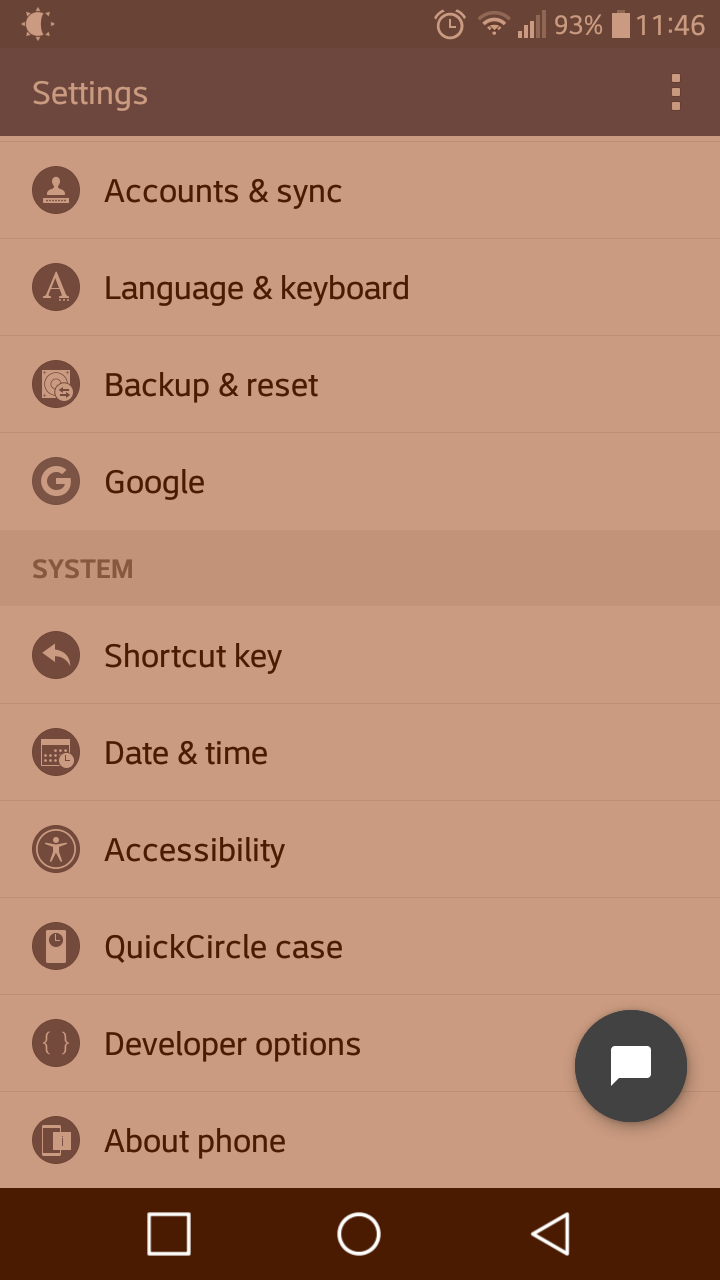 93% 11:46
Settings
Accounts & sync
Language & keyboard
Backup & reset
Google
SYSTEM
Shortcut key
Date & time
Accessibility
QuickCircle case
Developer options
About phone